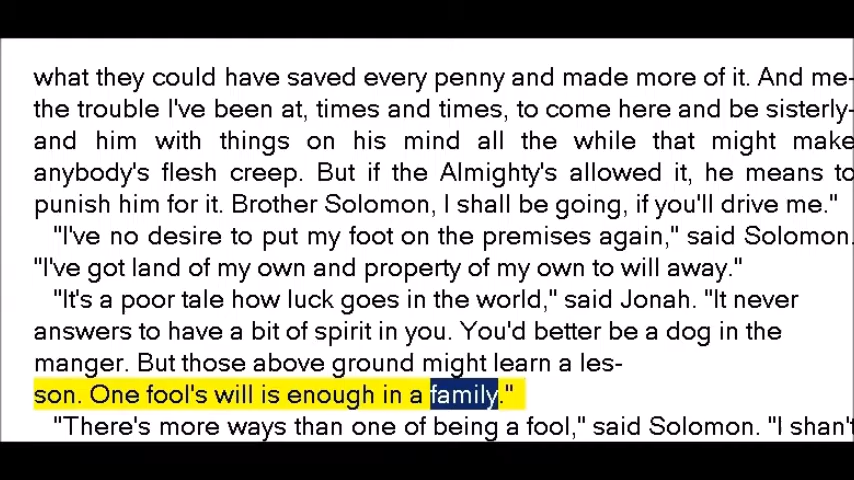 what they could have saved every penny and made more of it. And me-
the trouble I've been at, times and times, to come here and be sisterly-
and him with things on his mind all the while that might make
anybody's flesh creep. But if the Almighty's allowed it, he means to
punish him for it. Brother Solomon, I shall be going, if you'll drive me."
"I've no desire to put my foot on the premises again," said Solomon.
"I've got land of my own and property of my own to will away."
"It's a poor tale how luck goes in the world," said Jonah. "It never
answers to have a bit of spirit in you. You'd better be a dog in the
manger. But those above ground might learn a les-
son. One fool's will is enough in a family."
"There's more ways than one of being a fool," said Solomon. "I shan't